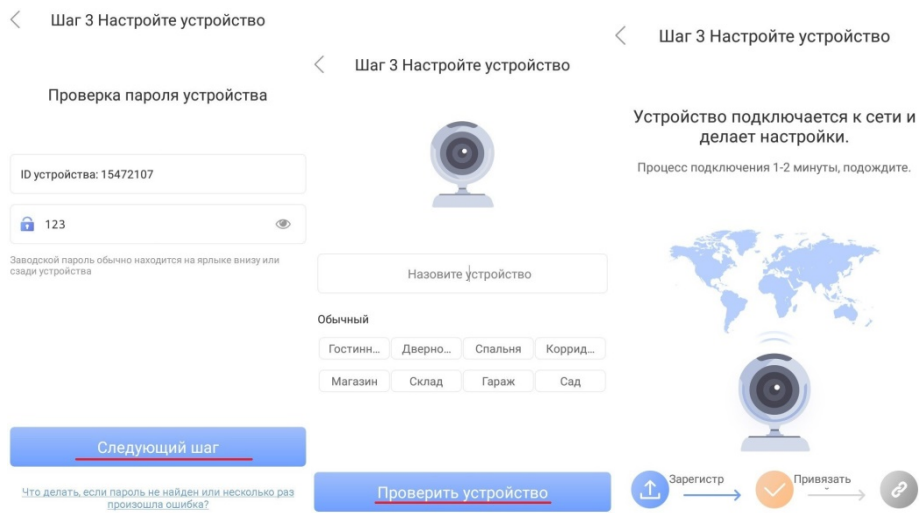 Шаг 3 Настройте устройство
Проверка пароля устройства
ID устройства: 15472107
123
Заводской пароль обычно находится на ярлыке внизу или
сзади устройства
Следующий шаг
Что делать, если пароль не найден или несколько раз
произошла ошибка?
Шаг 3 Настройте устройство
Назовите устройство
Обычный
Гостинн... Дверно... Спальня Коррид...
Магазин Склад Гараж Сад
Проверить устройство
Шаг 3 Настройте устройство
Устройство подключается к сети и
делает настройки.
Процесс подключения 1-2 минуты, подождите.
Зарегистр Привязать